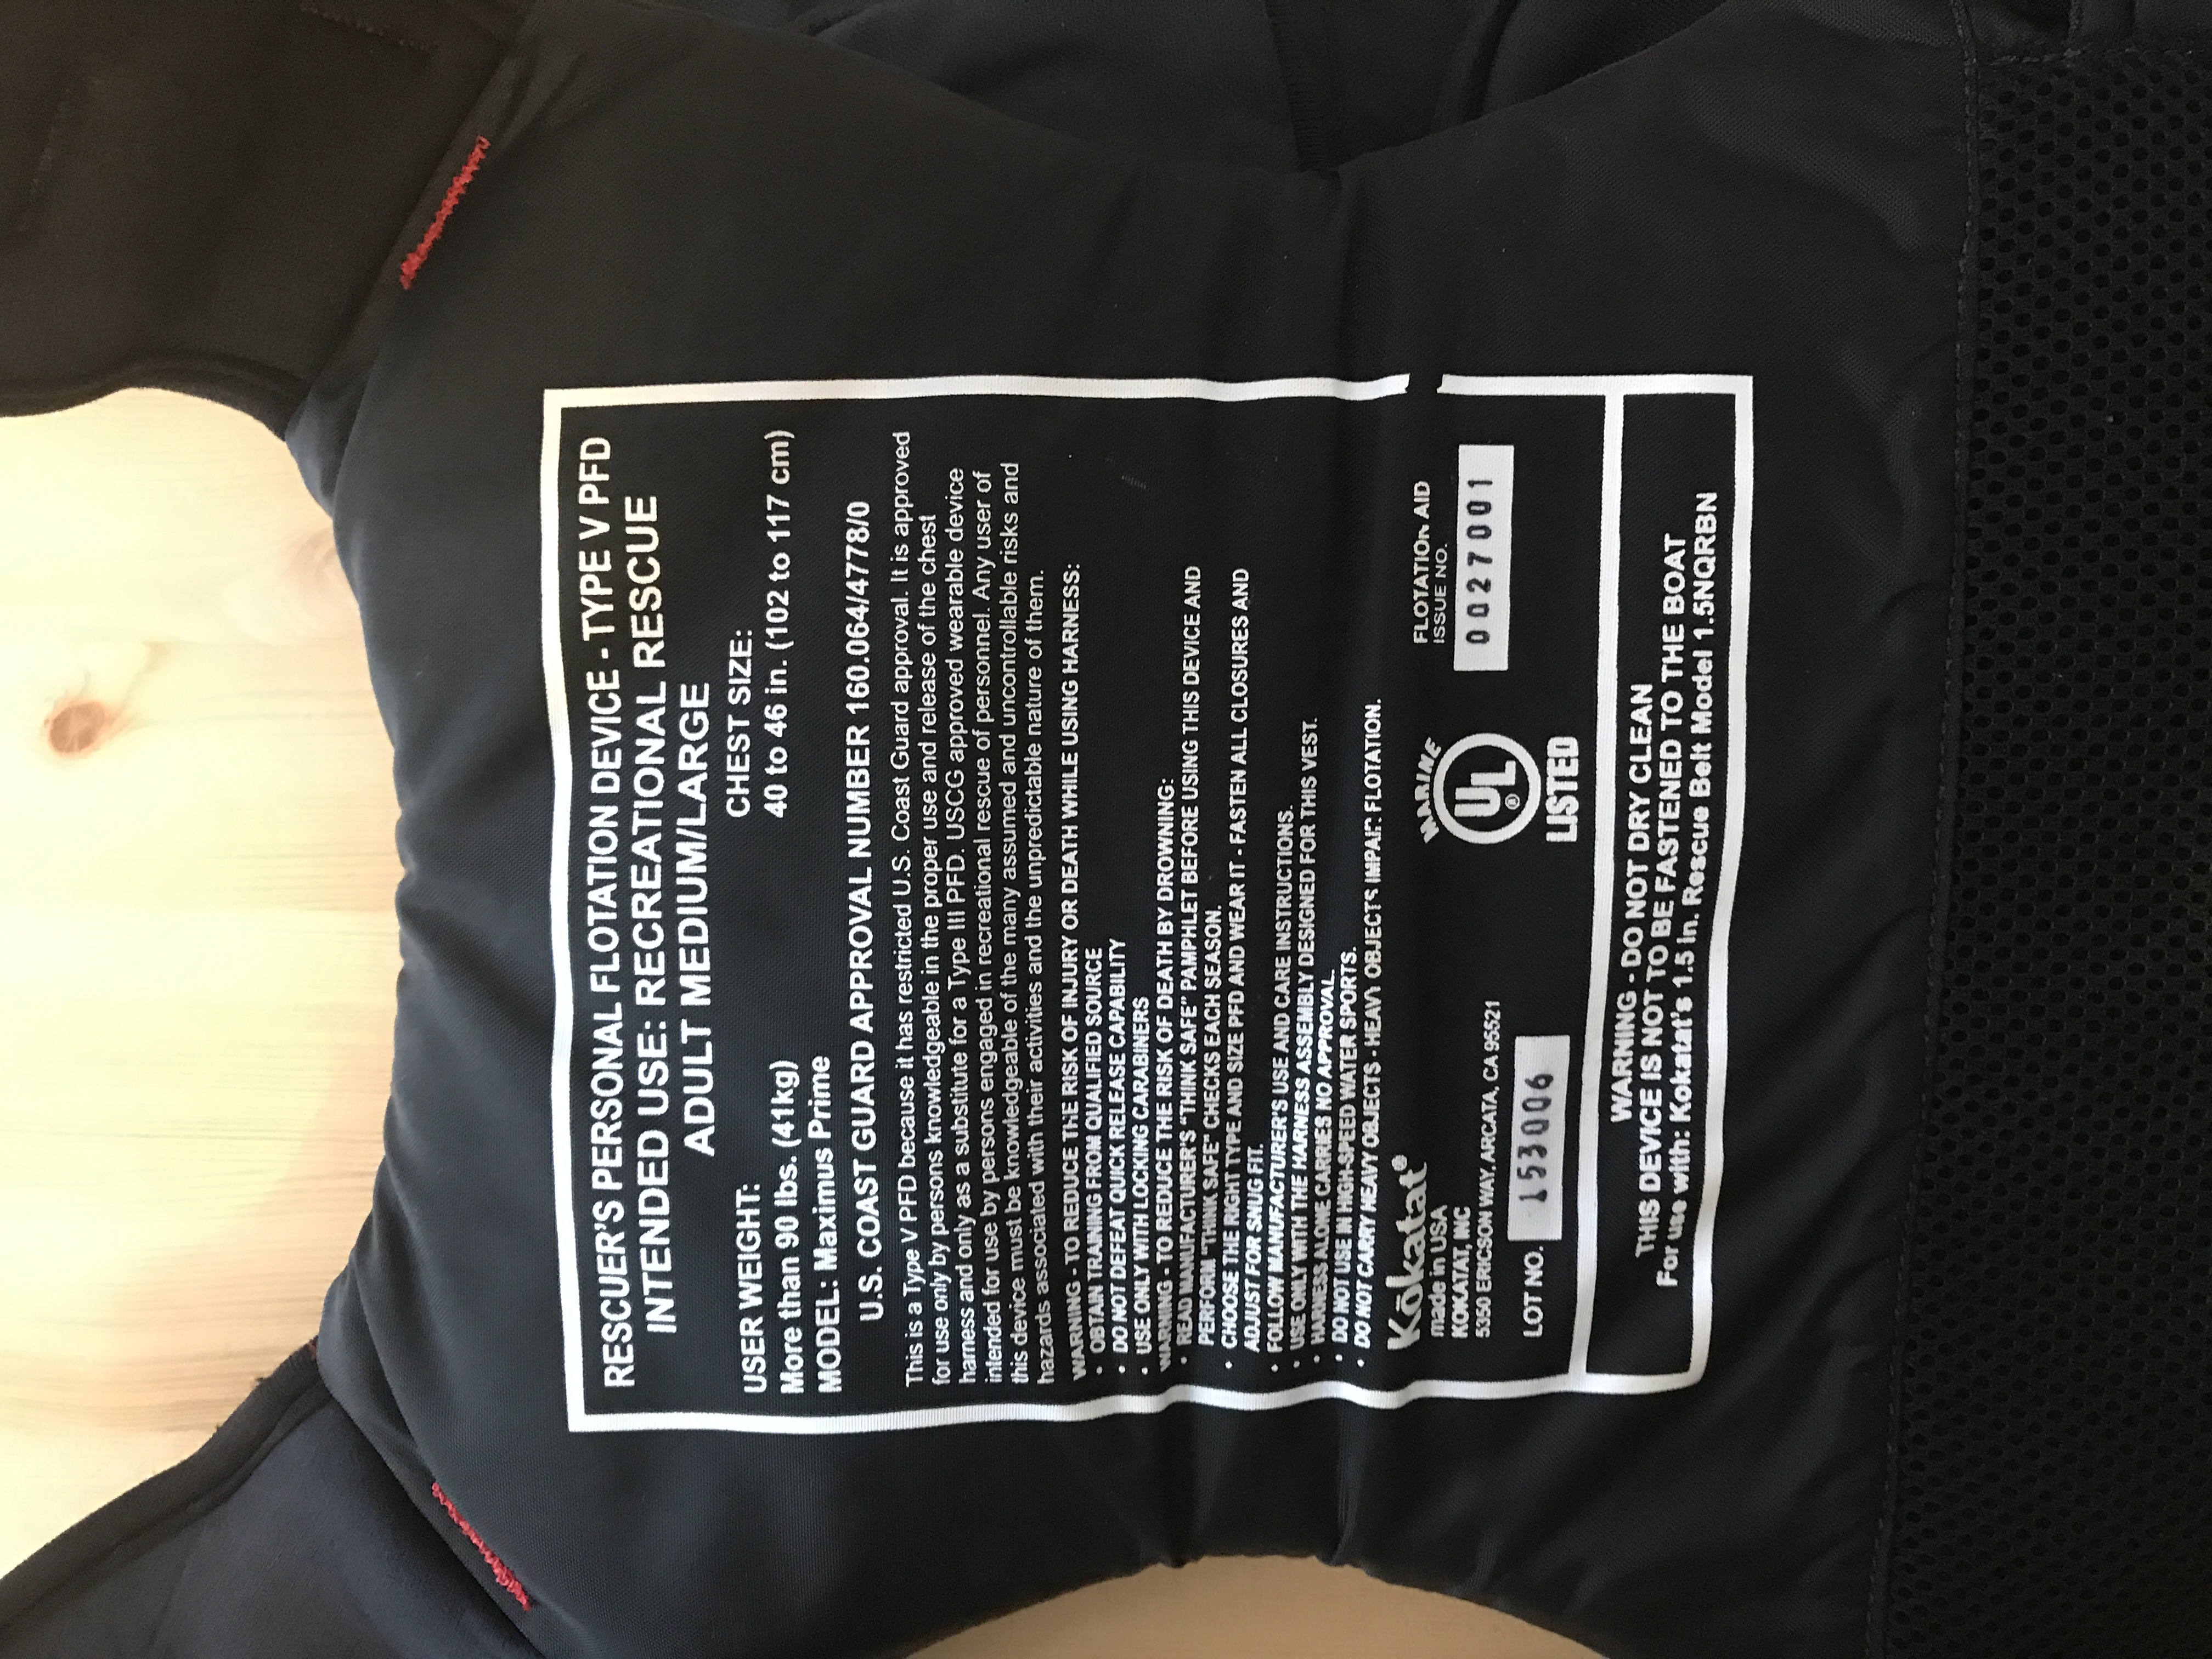 RESCUER'S PERSONAL FLOTATION DEVICE - TYPE V PFD
INTENDED USE: RECREATIONAL RESCUE
ADULT MEDIUM/LARGE
USER WEIGHT:
More than 90 lbs. (41kg)
CHEST SIZE:
40 to 46 in. (102 to 117 cm)
MODEL: Maximus Prime
U.S. COAST GUARD APPROVAL NUMBER 160.064/4778/0
This is a Type V PFD because it has restricted U.S. Coast Guard approval. It is approved
for use only by persons knowledgeable in the proper use and release of the chest
harness and only as a substitute for a Type III PFD. USCG approved wearable device
intended for use by persons engaged in recreational rescue of personnel. Any user of
this device must be knowledgeable of the many assumed and uncontrollable risks and
hazards associated with their activities and the unpredictable nature of them.
WARNING - TO REDUCE THE RISK OF INJURY OR DEATH WHILE USING HARNESS:
• OBTAIN TRAINING FROM QUALIFIED SOURCE
• DO NOT DEFEAT QUICK RELEASE CAPABILITY
• USE ONLY WITH LOCKING CARABINERS
WARNING - TO REDUCE THE RISK OF DEATH BY DROWNING:
• READ MANUFACTURER'S "THINK SAFE" PAMPHLET BEFORE USING THIS DEVICE AND
PERFORM "THINK SAFE" CHECKS EACH SEASON.
• CHOOSE THE RIGHT TYPE AND SIZE PFD AND WEAR IT - FASTEN ALL CLOSURES AND
ADJUST FOR SNUG FIT.
• FOLLOW MANUFACTURER'S USE AND CARE INSTRUCTIONS.
• USE ONLY WITH THE HARNESS ASSEMBLY DESIGNED FOR THIS VEST.
• HARNESS ALONE CARRIES NO APPROVAL.
• DO NOT USE IN HIGH-SPEED WATER SPORTS.
• DO NOT CARRY HEAVY OBJECTS - HEAVY OBJECTS IMPAIR FLOTATION.
Kōkatat®
made in USA
KOKATAT, INC
5350 ERICSON WAY, ARCATA, CA 95521
LOT NO. 153006
MARINE
UL®
LISTED
FLOTATION AID
ISSUE NO.
0027001
WARNING - DO NOT DRY CLEAN
THIS DEVICE IS NOT TO BE FASTENED TO THE BOAT
For use with: Kokatat's 1.5 in. Rescue Belt Model 1.5NQRBN